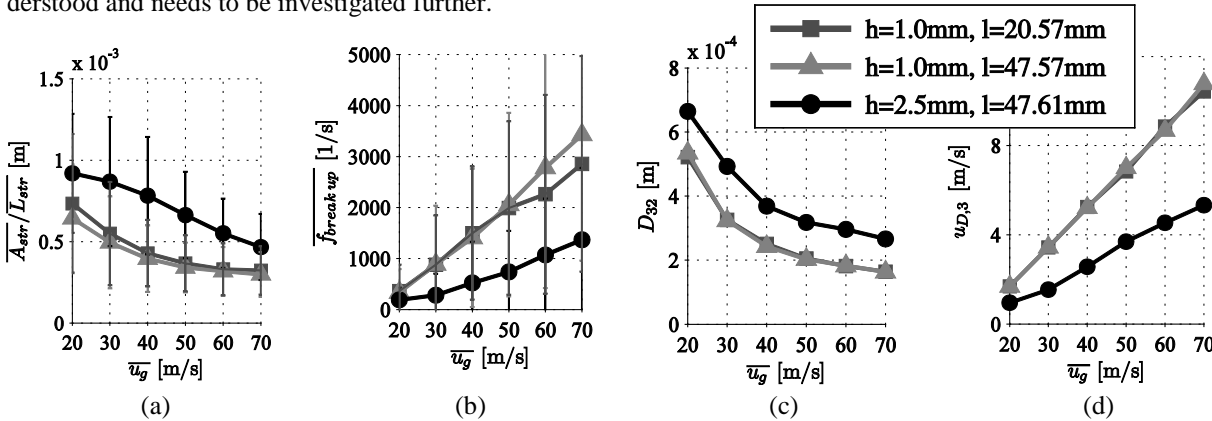 derstood and needs to be investigated further.
h=1.0mm, l=20.57mm
h=1.0mm, l=47.57mm
h=2.5mm, l=47.61mm
x 10⁻³
1.5
1
0.5
0
A_str/L_str [m]
20 30 40 50 60 70
u_g [m/s]
(a)
5000
4000
3000
2000
1000
0
f_break up [1/s]
20 30 40 50 60 70
u_g [m/s]
(b)
x 10⁻⁴
8
6
4
2
0
D₃₂ [m]
20 30 40 50 60 70
u_g [m/s]
(c)
8
4
0
u_D,3 [m/s]
20 30 40 50 60 70
u_g [m/s]
(d)